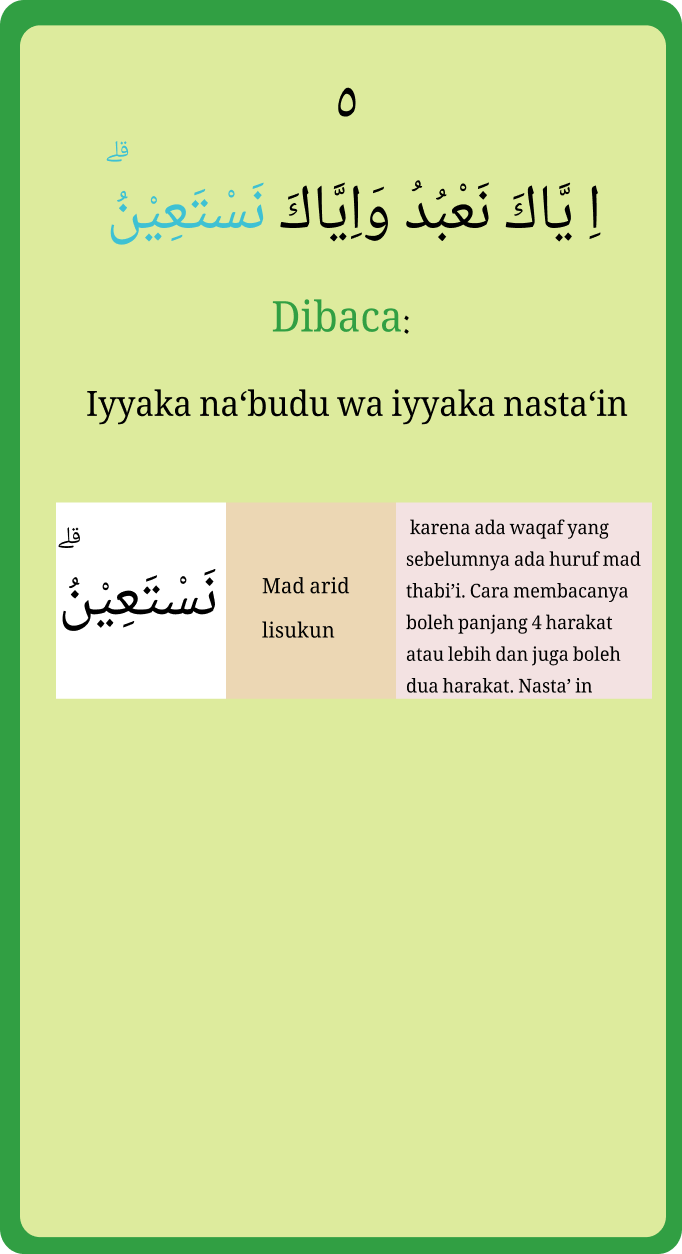 ٥
اِ يَّاكَ نَعْبُدُ وَاِيَّاكَ نَسْتَعِيْنُۗ
Dibaca:
Iyyaka na‘budu wa iyyaka nasta‘in
نَسْتَعِيْنُۗ
Mad arid
lisukun
karena ada waqaf yang
sebelumnya ada huruf mad
thabi’i. Cara membacanya
boleh panjang 4 harakat
atau lebih dan juga boleh
dua harakat. Nasta’ in